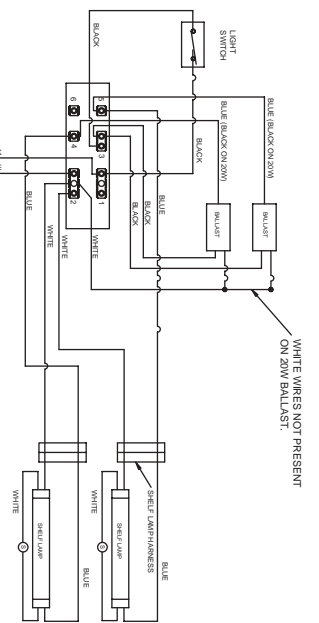 LIGHT
SWITCH
BLACK
BLACK
BLUE (BLACK ON 20W)
BLUE (BLACK ON 20W)
BALLAST
BALLAST
WHITE WIRES NOT PRESENT
ON 20W BALLAST.
6
5
4
3
2
1
BLUE
BLACK
BLACK
WHITE
WHITE
WHITE
BLUE
SHELF LAMP HARNESS
BLUE
SHELF LAMP
WHITE
S
BLUE
SHELF LAMP
WHITE
S